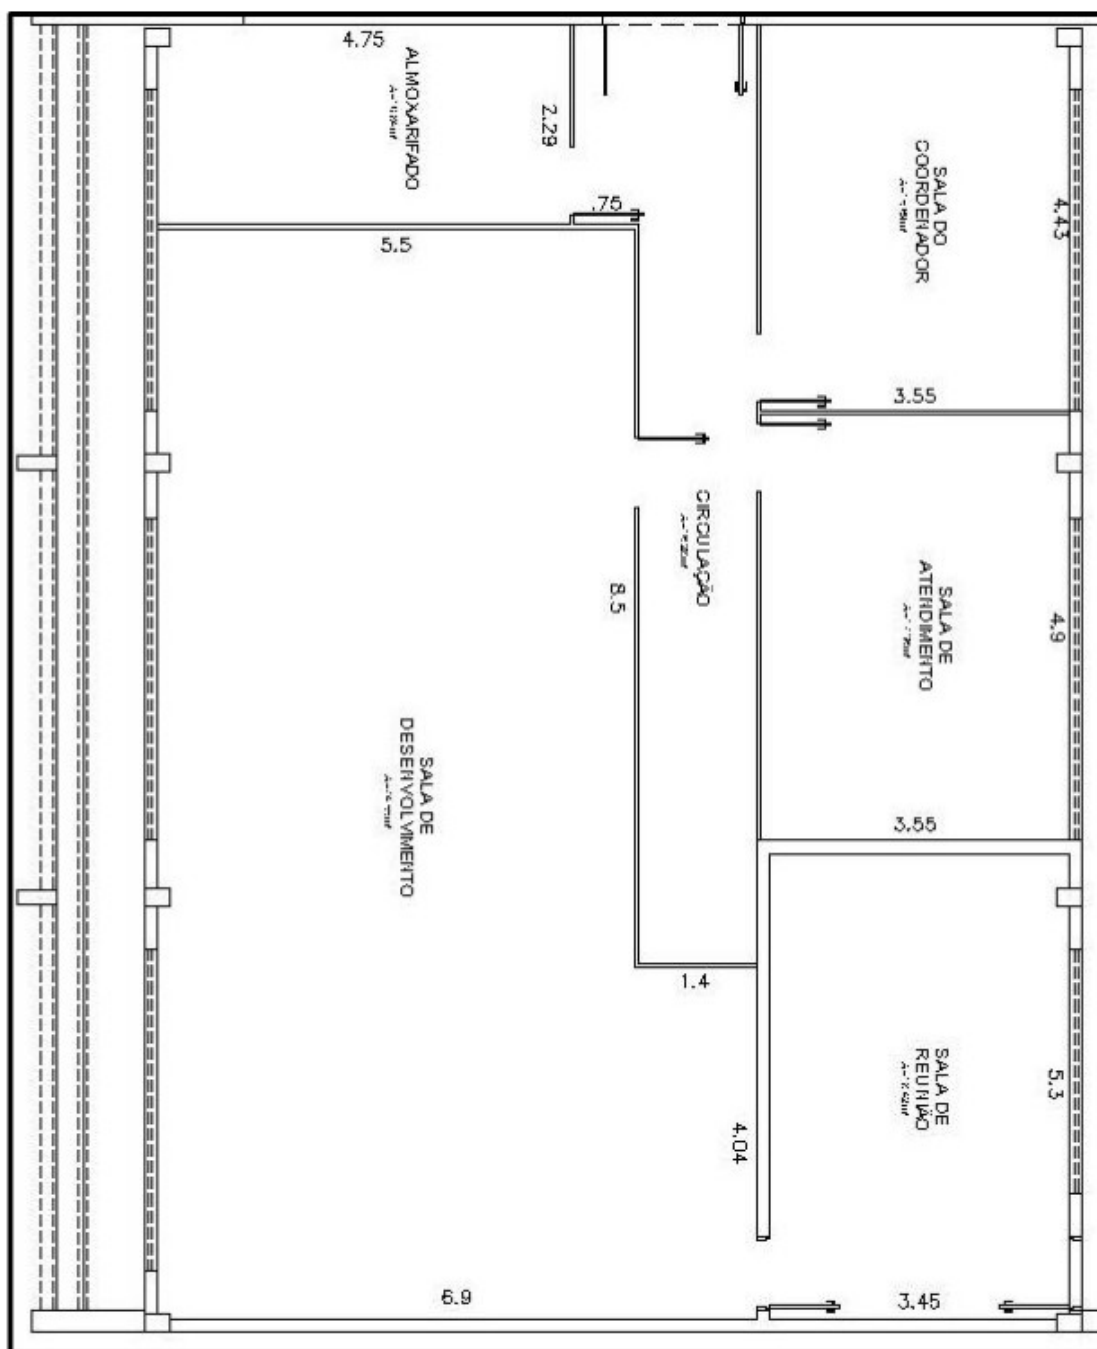 4.75
ALMOXARIFADO
2.29
.75
5.5
SALA DO
COORDENADOR
4.43
3.55
CIRCULAÇÃO
8.5
SALA DE
ATENDIMENTO
4.9
3.55
SALA DE
DESENVOLVIMENTO
1.4
SALA DE
REUNIÃO
5.3
4.04
6.9
3.45